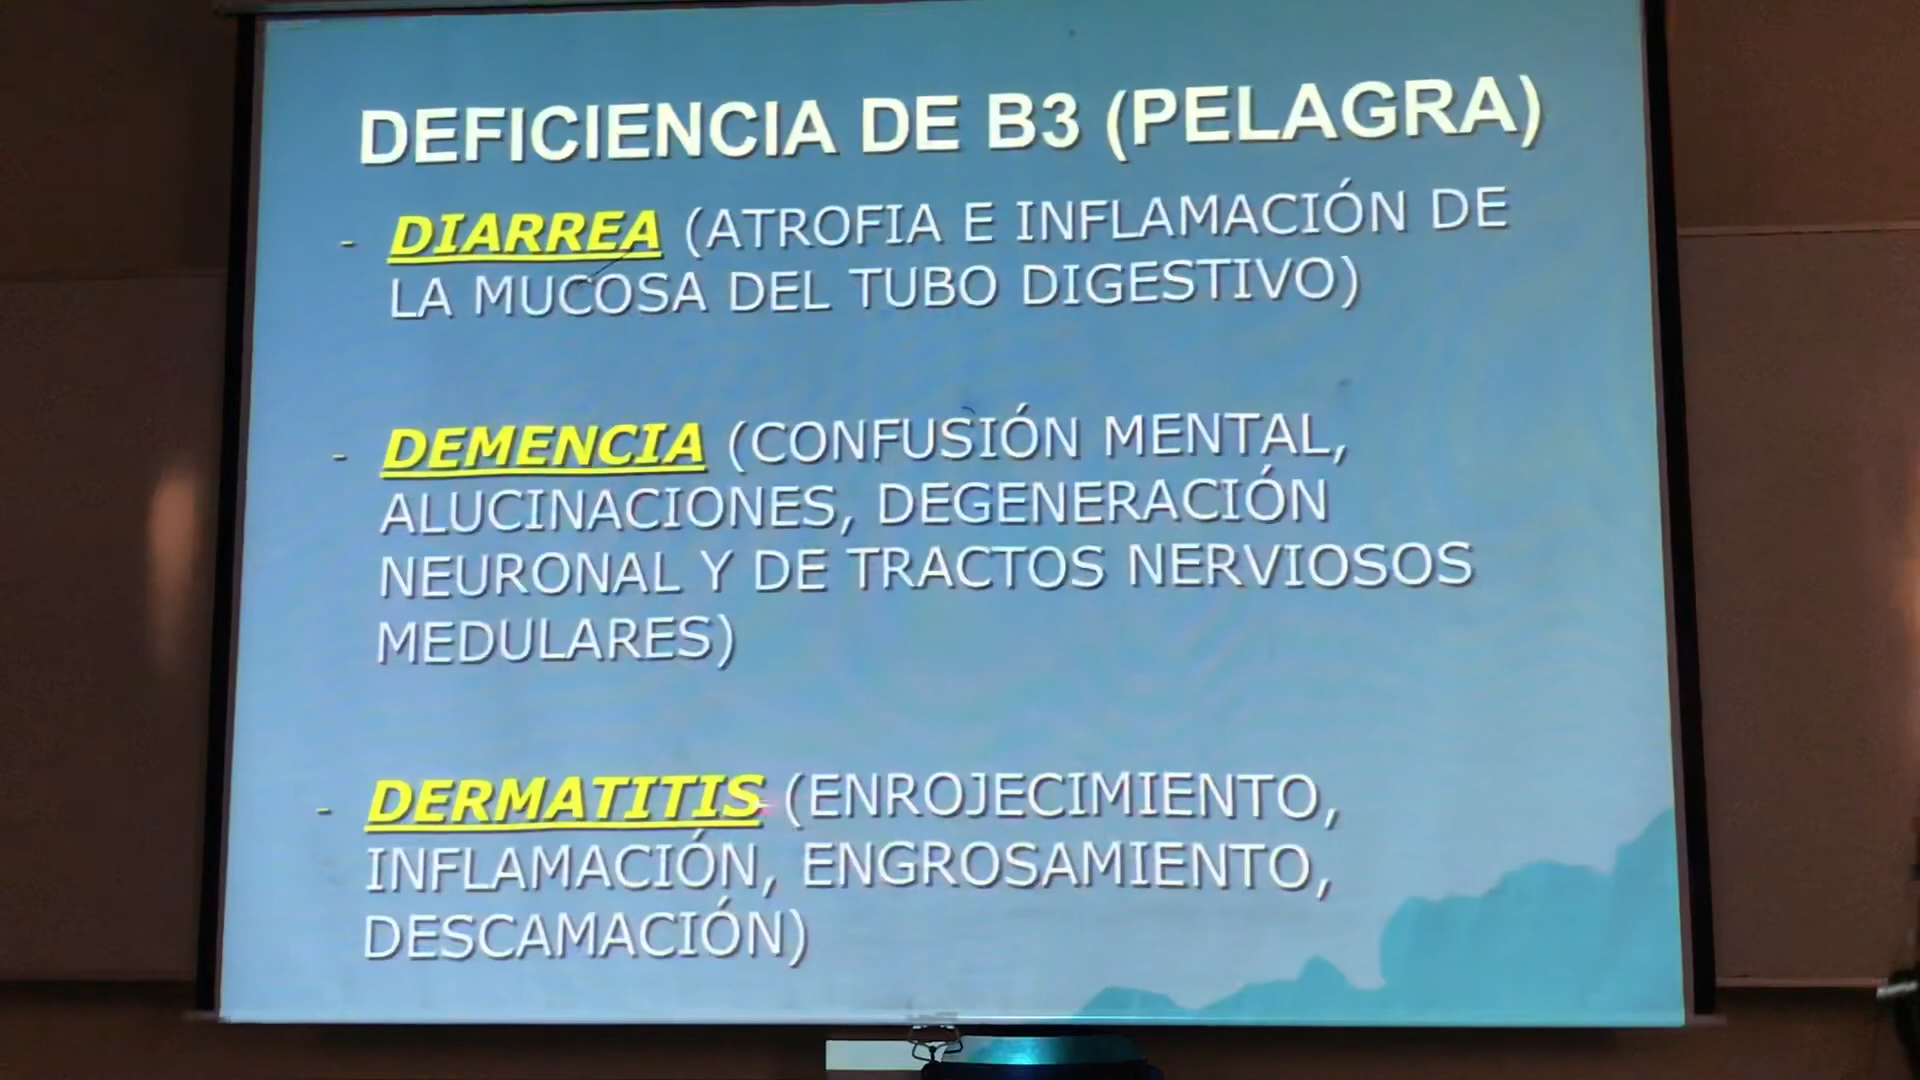 DEFICIENCIA DE B3 (PELAGRA)
- DIARREA (ATROFIA E INFLAMACIÓN DE
LA MUCOSA DEL TUBO DIGESTIVO)
- DEMENCIA (CONFUSIÓN MENTAL,
ALUCINACIONES, DEGENERACIÓN
NEURONAL Y DE TRACTOS NERVIOSOS
MEDULARES)
- DERMATITIS (ENROJECIMIENTO,
INFLAMACIÓN, ENGROSAMIENTO,
DESCAMACIÓN)